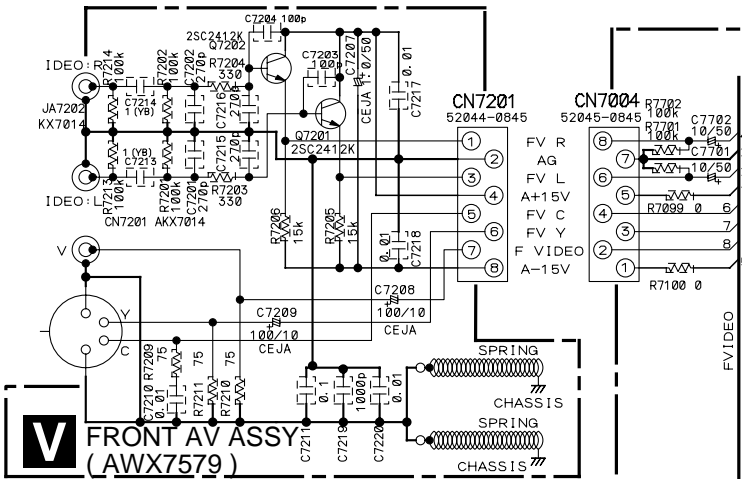 C7204 100p
2SC2412K
Q7202
IDEO:R
R7214
100k
R7202
100k
C7202
270p
R7204
330
C7203
100p
C7207
CEJA 1.0/50
0.01
C7217
JA7202
KX7014
C7214
1 (YB)
C7216
270p
CN7201
52044-0845
CN7004
52045-0845
R7702
100k
R7701
100k
C7702
10/50
C7701
10/50
Q7201
2SC2412K
1 (YB)
C7213
C7215
270p
IDEO:L
R7213
100k
R7201
100k
C7201
270p
R7203
330
CN7201 AKX7014
1 FV R 8
2 AG 7
3 FV L 6
4 A+15V 5
5 FV C 4
6 FV Y 3
7 F VIDEO 2
8 A-15V 1
R7099 0
6
7
8
R7100 0
FVIDEO
R7206
15k
R7205
15k
0.01
C7218
V
C7208
100/10
CEJA
C7209
100/10
CEJA
Y
C
R7209
75
C7210
0.01
75
R7211
75
R7210
0.1
C7211
1000p
C7219
0.01
C7220
SPRING
CHASSIS
SPRING
CHASSIS
V FRONT AV ASSY
( AWX7579 )